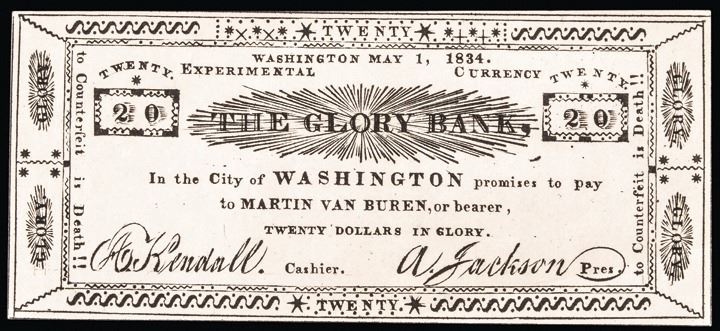 TWENTY
WASHINGTON MAY 1, 1834.
TWENTY. EXPERIMENTAL CURRENCY TWENTY.
20 THE GLORY BANK, 20
In the City of WASHINGTON promises to pay
to MARTIN VAN BUREN, or bearer,
TWENTY DOLLARS IN GLORY.
A. Kendall. Cashier. A. Jackson Pres.
TWENTY.
to Counterfeit is Death!!
to Counterfeit is Death!!
GLORY
GLORY
GLORY
GLORY